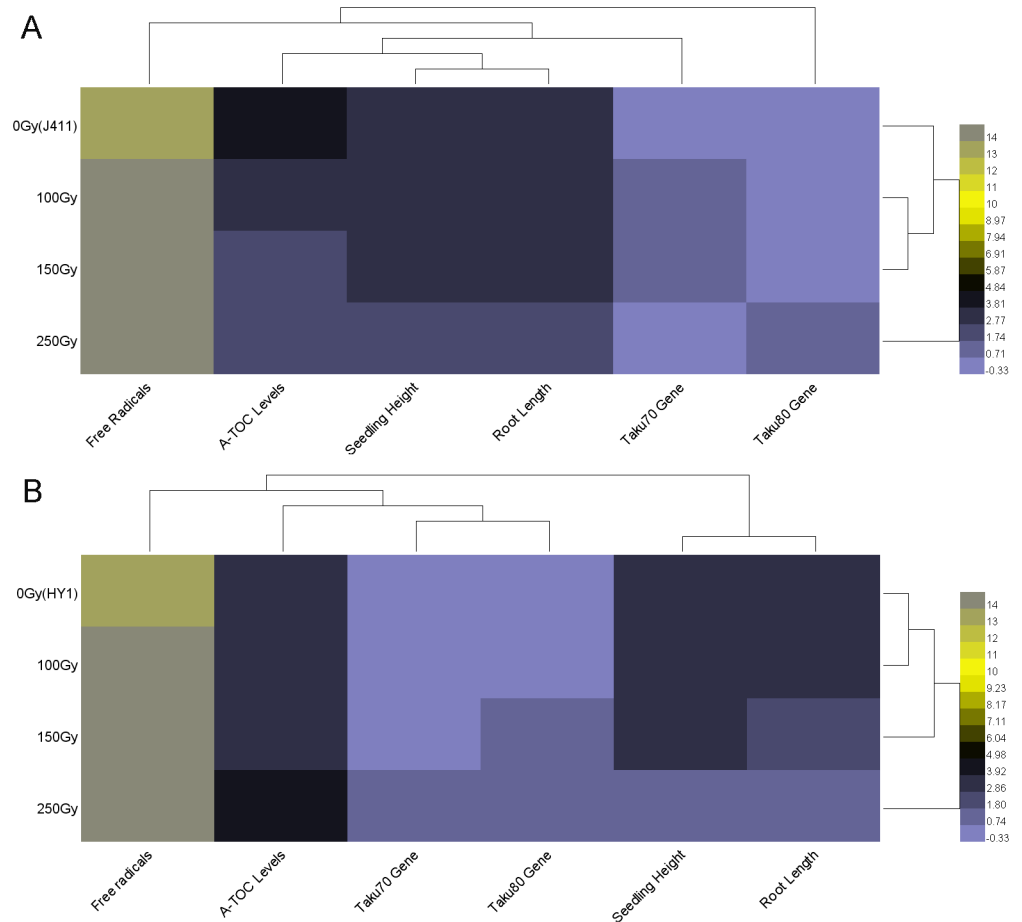 A
0Gy(J411)
100Gy
150Gy
250Gy
14
13
12
11
10
8.97
7.94
6.91
5.87
4.84
3.81
2.77
1.74
0.71
-0.33
Free Radicals
A-TOC Levels
Seedling Height
Root Length
Taku70 Gene
Taku80 Gene
B
0Gy(HY1)
100Gy
150Gy
250Gy
14
13
12
11
10
9.23
8.17
7.11
6.04
4.98
3.92
2.86
1.80
0.74
-0.33
Free radicals
A-TOC Levels
Taku70 Gene
Taku80 Gene
Seedling Height
Root Length